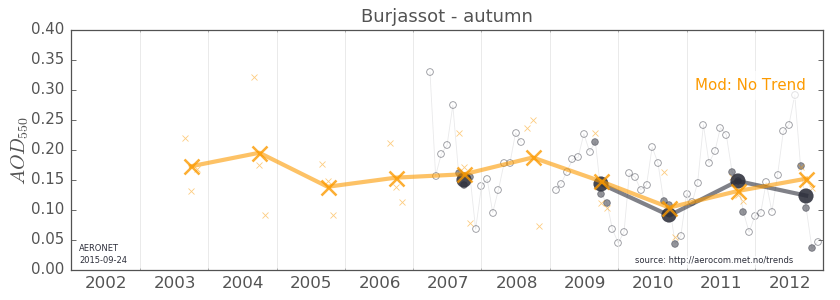 Burjassot - autumn
0.40
0.35
0.30
0.25
0.20
0.15
0.10
0.05
0.00
AOD550
Mod: No Trend
AERONET
2015-09-24
source: http://aerocom.met.no/trends
2002 2003 2004 2005 2006 2007 2008 2009 2010 2011 2012